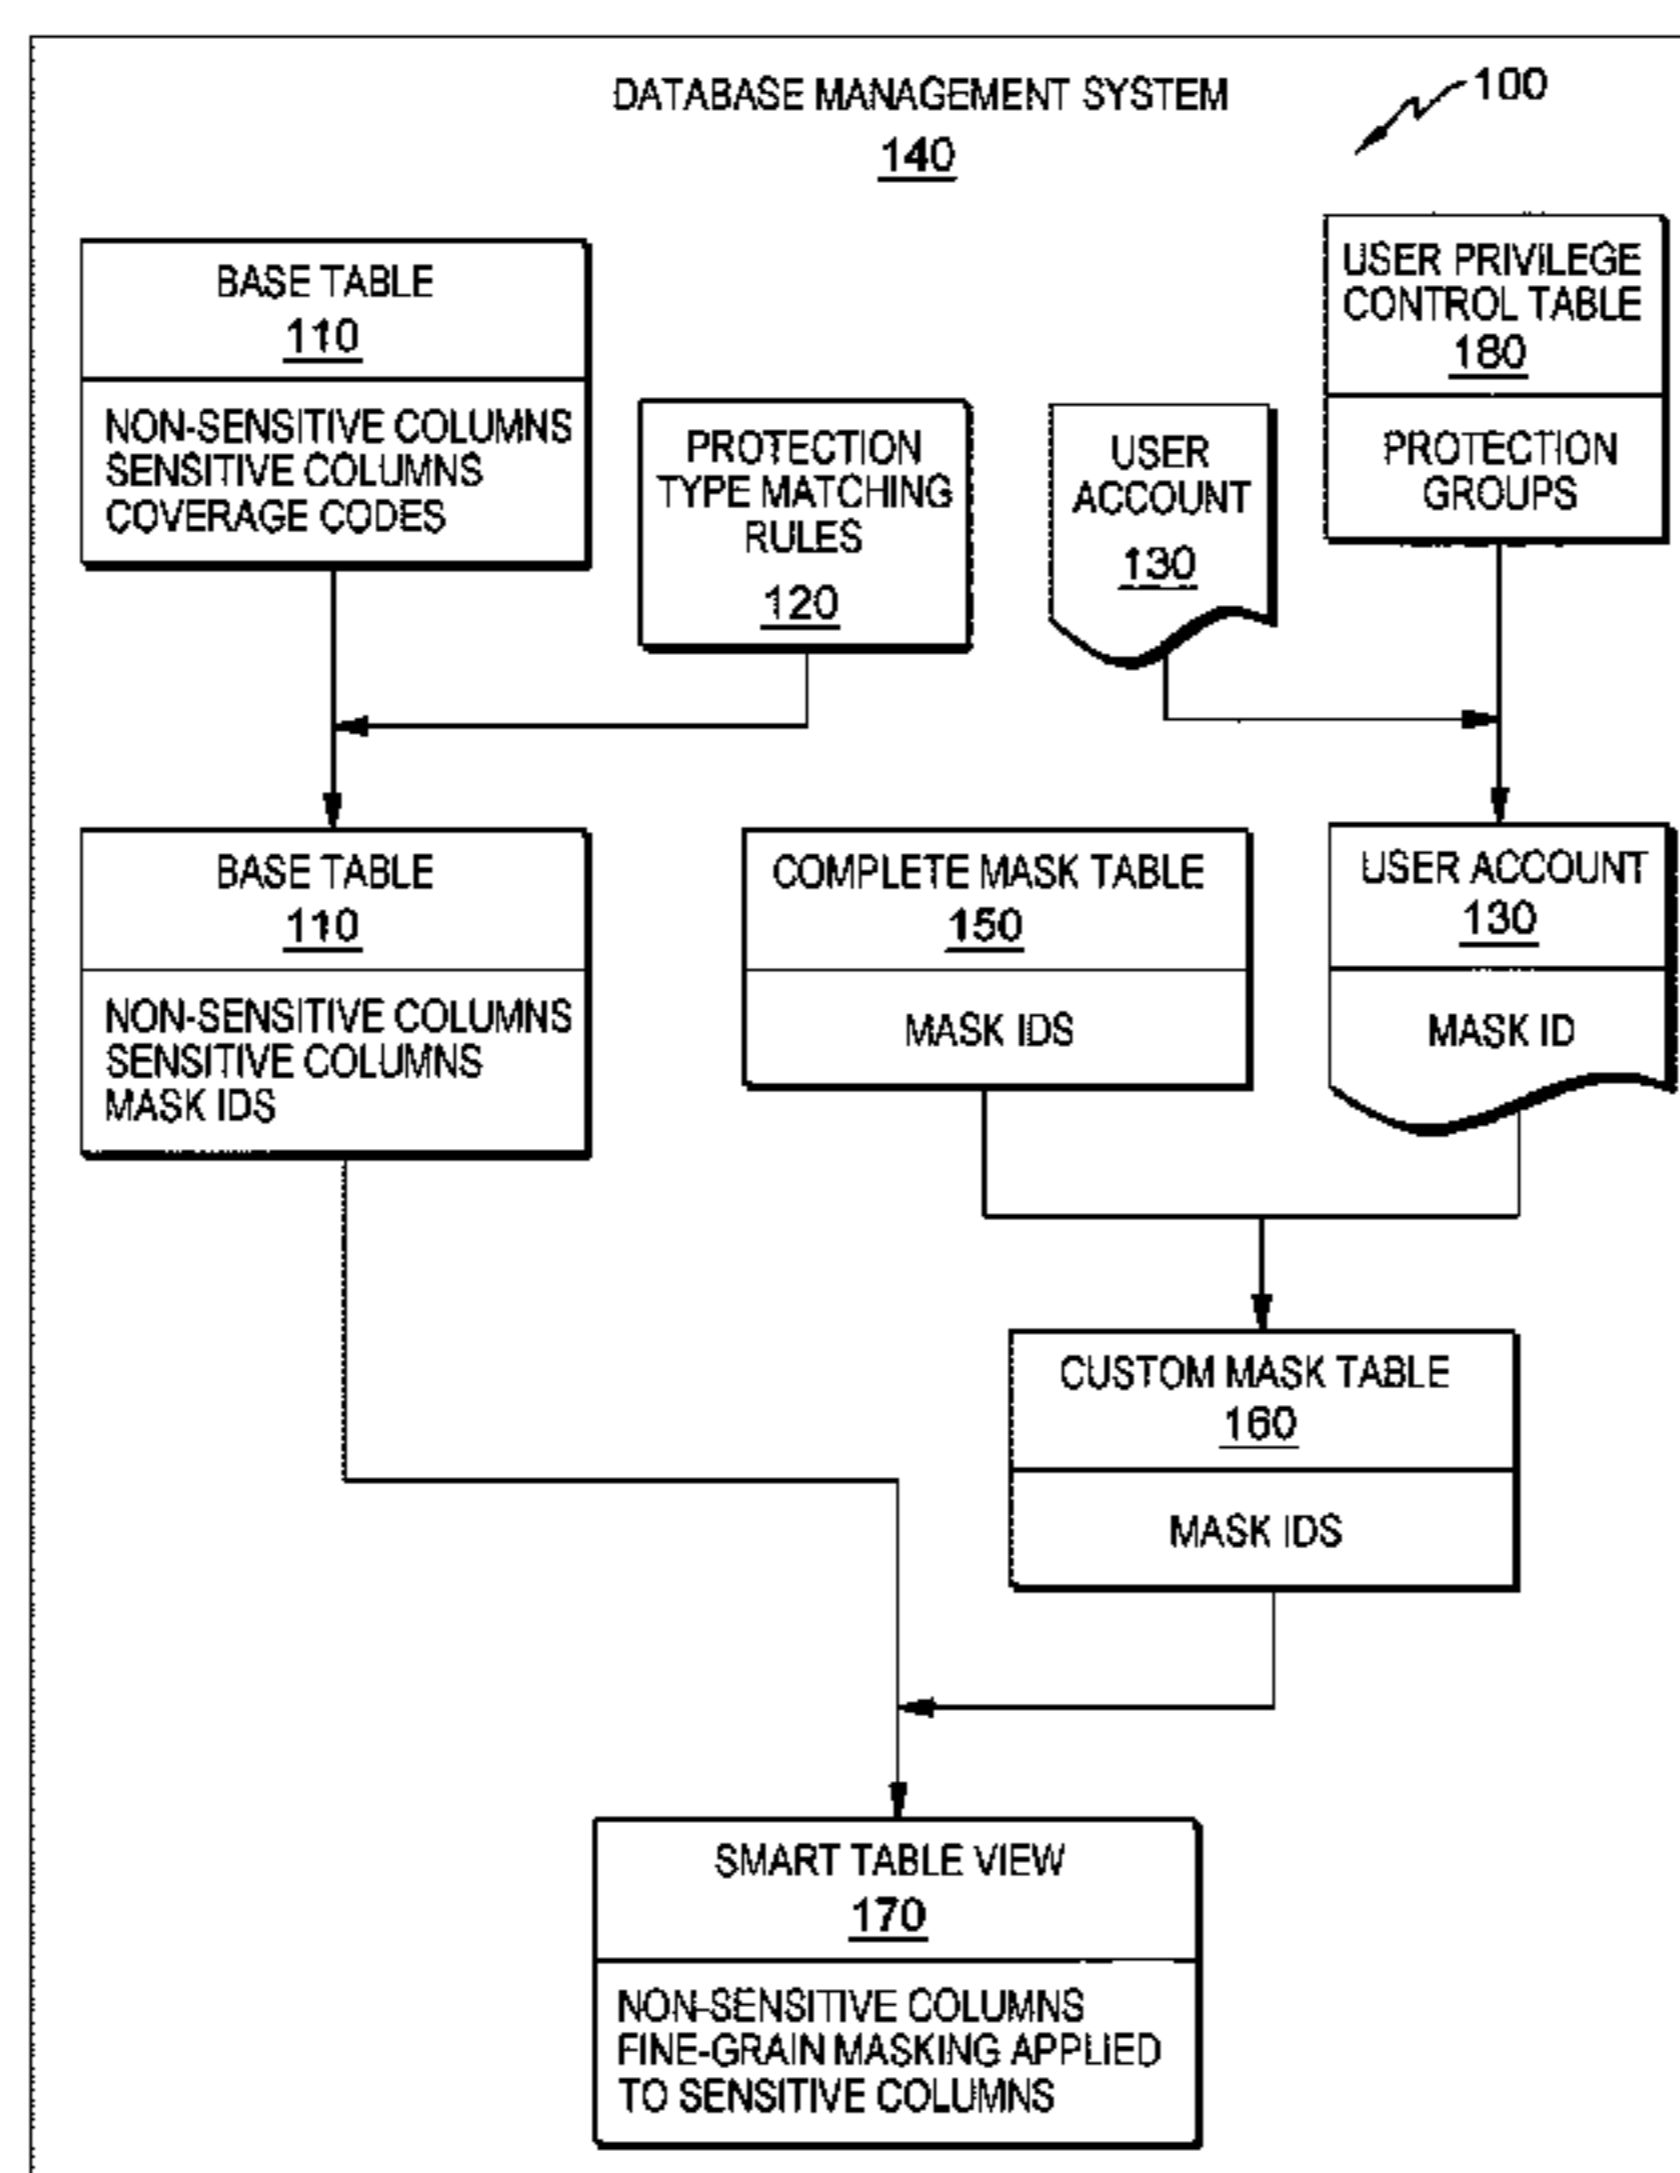 DATABASE MANAGEMENT SYSTEM
140
100
BASE TABLE
110
NON-SENSITIVE COLUMNS
SENSITIVE COLUMNS
COVERAGE CODES
PROTECTION
TYPE MATCHING
RULES
120
USER
ACCOUNT
130
USER PRIVILEGE
CONTROL TABLE
180
PROTECTION
GROUPS
BASE TABLE
110
NON-SENSITIVE COLUMNS
SENSITIVE COLUMNS
MASK IDS
COMPLETE MASK TABLE
150
MASK IDS
USER ACCOUNT
130
MASK ID
CUSTOM MASK TABLE
160
MASK IDS
SMART TABLE VIEW
170
NON-SENSITIVE COLUMNS
FINE-GRAIN MASKING APPLIED
TO SENSITIVE COLUMNS